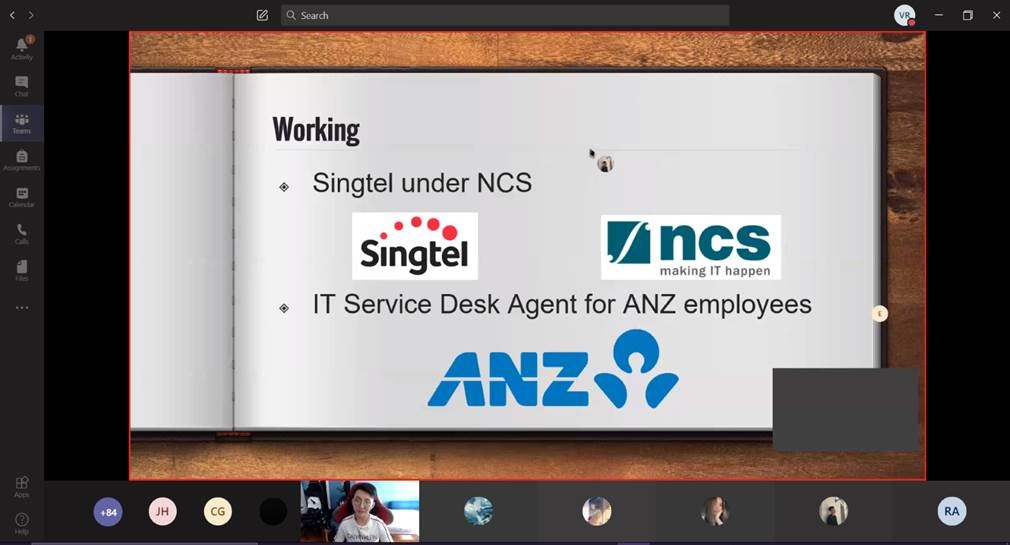 Search
VR
1
Activity
Chat
Teams
Assignments
Calendar
Calls
Files
Apps
Help
Working
Singtel under NCS
Singtel
ncs
making IT happen
IT Service Desk Agent for ANZ employees
ANZ
E
+84
JH
CG
RA